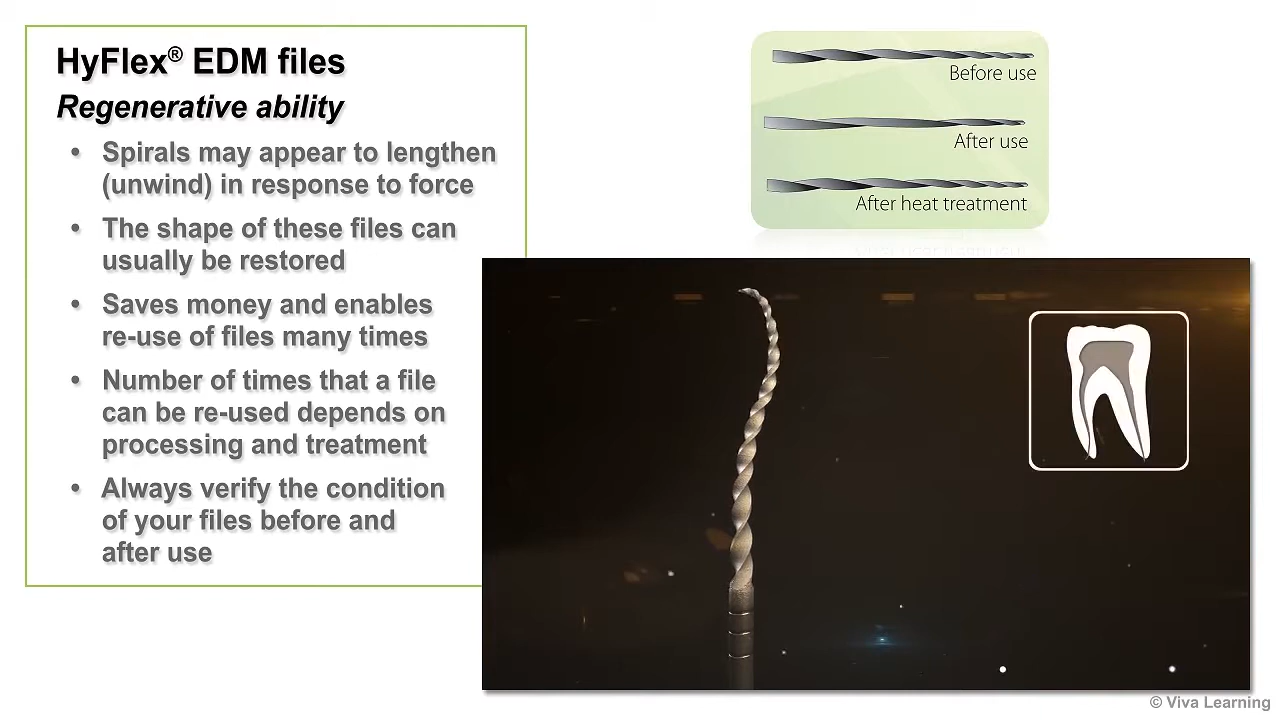 HyFlex® EDM files
Regenerative ability
• Spirals may appear to lengthen
(unwind) in response to force
• The shape of these files can
usually be restored
• Saves money and enables
re-use of files many times
• Number of times that a file
can be re-used depends on
processing and treatment
• Always verify the condition
of your files before and
after use
Before use
After use
After heat treatment
© Viva Learning